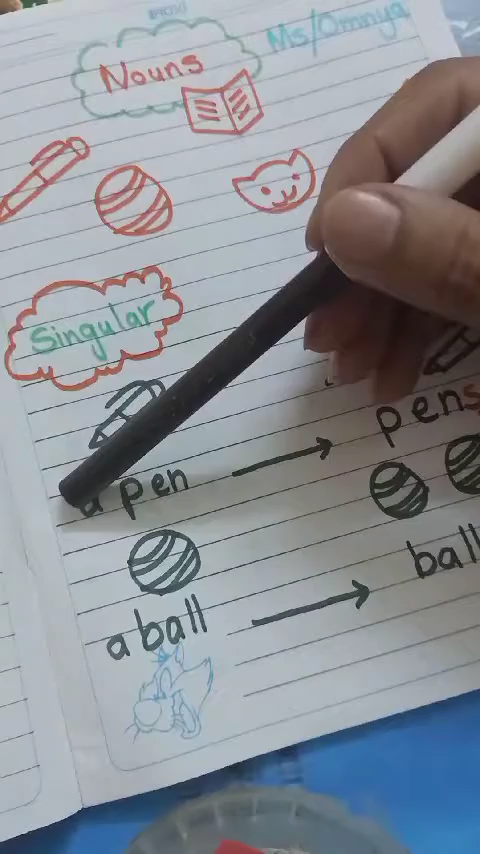 Nouns Ms/Omnya
Singular
a pen → pens
a ball → ball